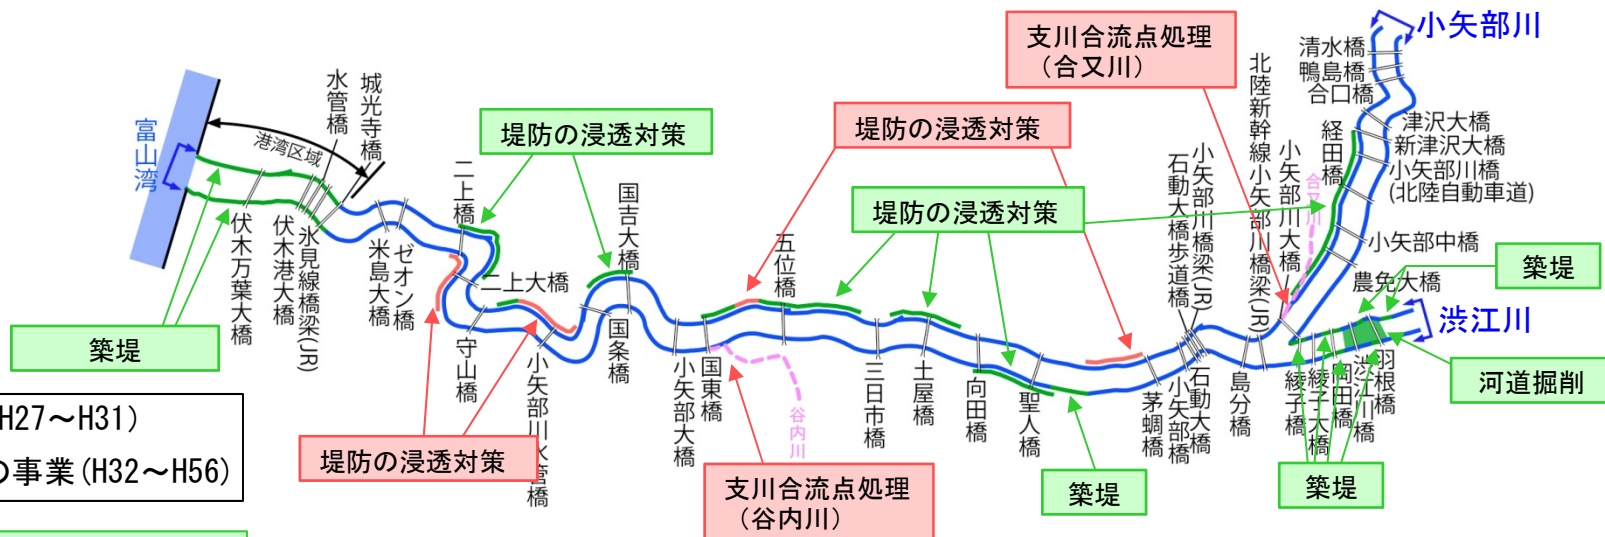 小矢部川
支川合流点処理
(合又川)
清水橋
鴨島橋
合口橋
津沢大橋
新津沢大橋
小矢部川橋
(北陸自動車道)
経田橋
合又川
小矢部川大橋
北陸新幹線小矢部川橋梁(JR)
小矢部中橋
農免大橋
築堤
渋江川
河道掘削
富山湾
港湾区域
水管橋
城光寺橋
堤防の浸透対策
堤防の浸透対策
堤防の浸透対策
二上橋
国吉大橋
五位橋
小矢部川橋梁(JR)
石動大橋歩道橋
伏木万葉大橋
伏木港大橋
氷見線橋梁(JR)
米島大橋
ゼオン橋
二上大橋
守山橋
小矢部川水管橋
国条橋
小矢部大橋
国東橋
谷内川
三日市橋
土屋橋
向田橋
聖人橋
茅蜩橋
小矢部橋
石動大橋
島分橋
綾子橋
綾子大橋
岡田橋
渋江川橋
羽根橋
築堤
堤防の浸透対策
支川合流点処理
(谷内川)
築堤
築堤
H27～H31)
の事業(H32～H56)